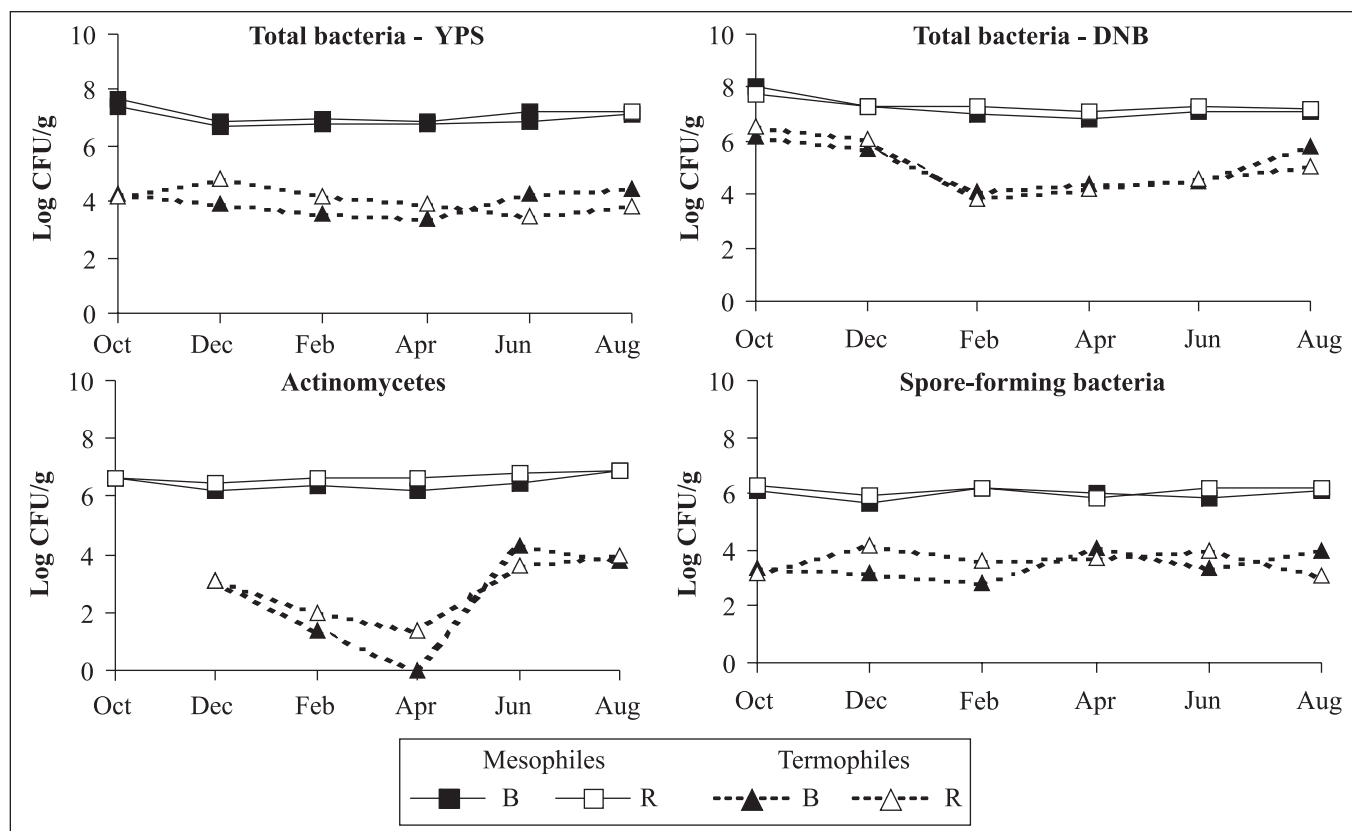 Total bacteria - YPS
10
8
6
4
2
0
Log CFU/g
Oct Dec Feb Apr Jun Aug
Total bacteria - DNB
10
8
6
4
2
0
Log CFU/g
Oct Dec Feb Apr Jun Aug
Actinomycetes
10
8
6
4
2
0
Log CFU/g
Oct Dec Feb Apr Jun Aug
Spore-forming bacteria
10
8
6
4
2
0
Log CFU/g
Oct Dec Feb Apr Jun Aug
Mesophiles Termophiles
B R B R